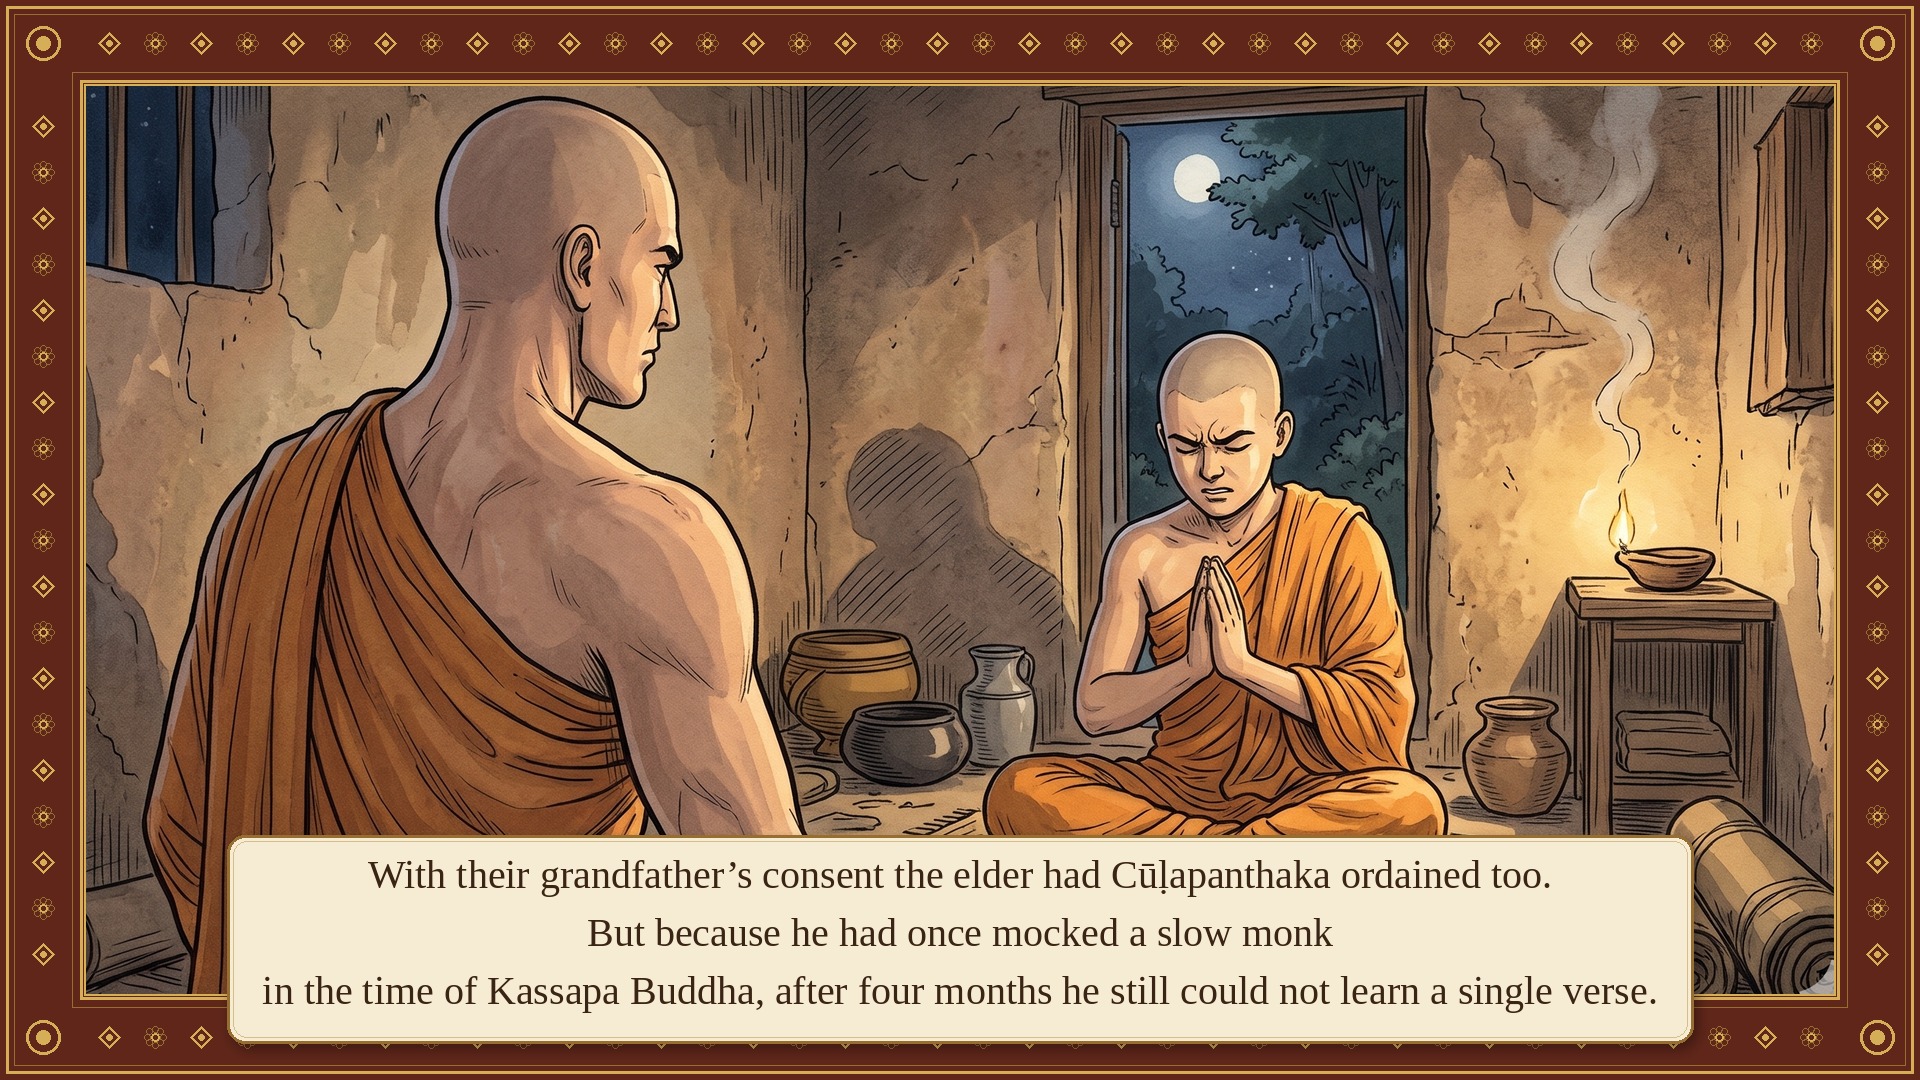 With their grandfather’s consent the elder had Cūḷapanthaka ordained too.
But because he had once mocked a slow monk
in the time of Kassapa Buddha, after four months he still could not learn a single verse.